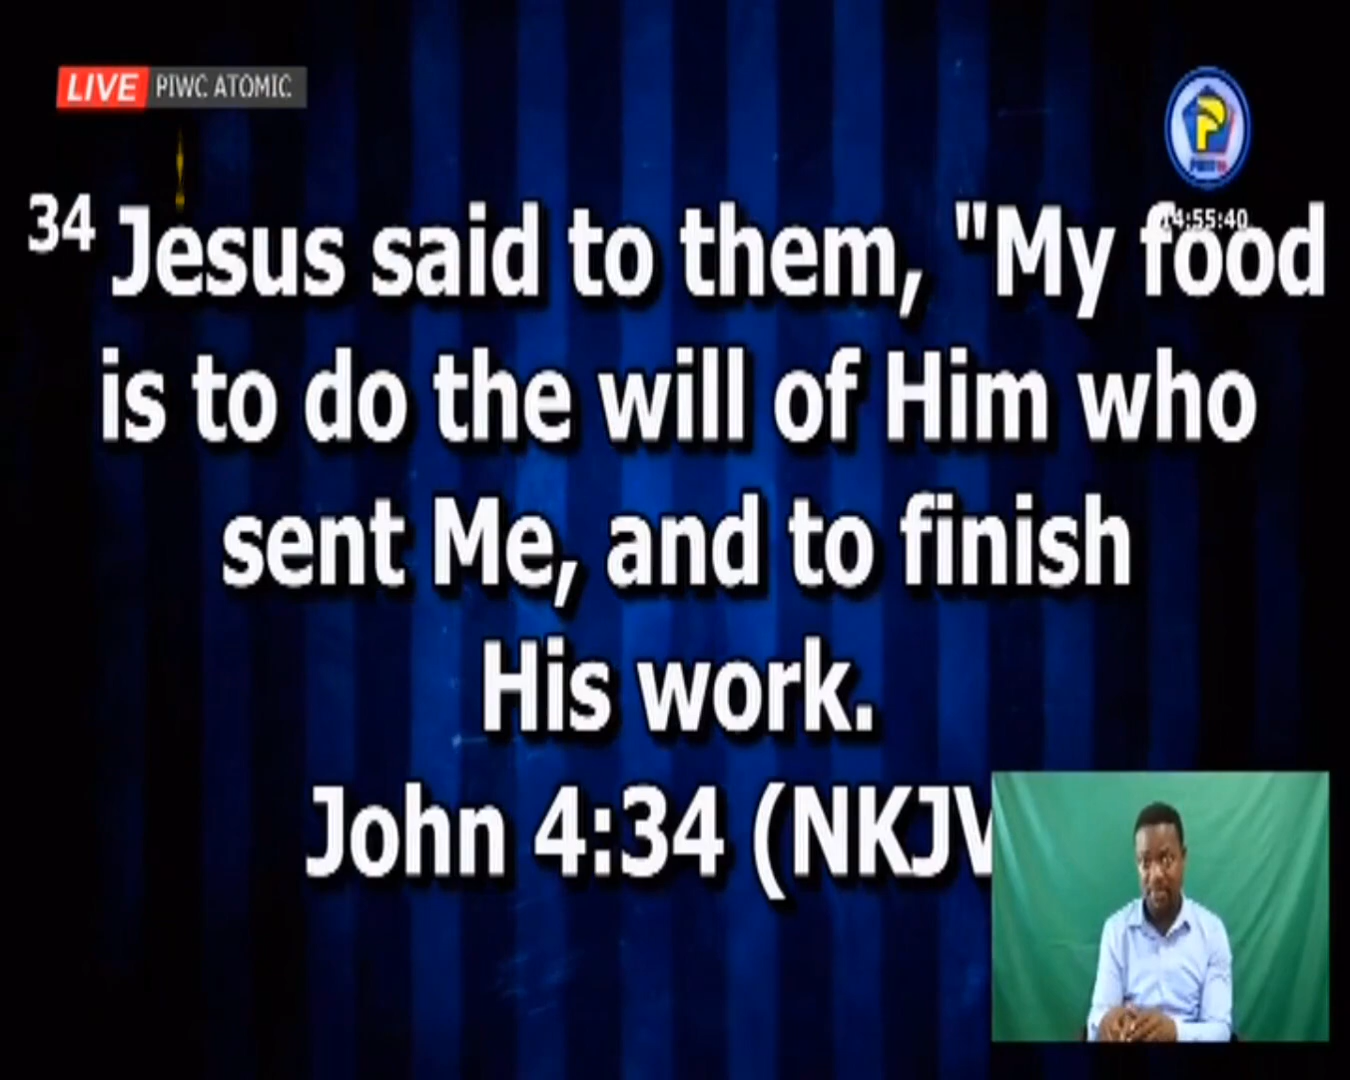 LIVE PIWC ATOMIC
14:55:40
34 Jesus said to them, "My food
is to do the will of Him who
sent Me, and to finish
His work.
John 4:34 (NKJV